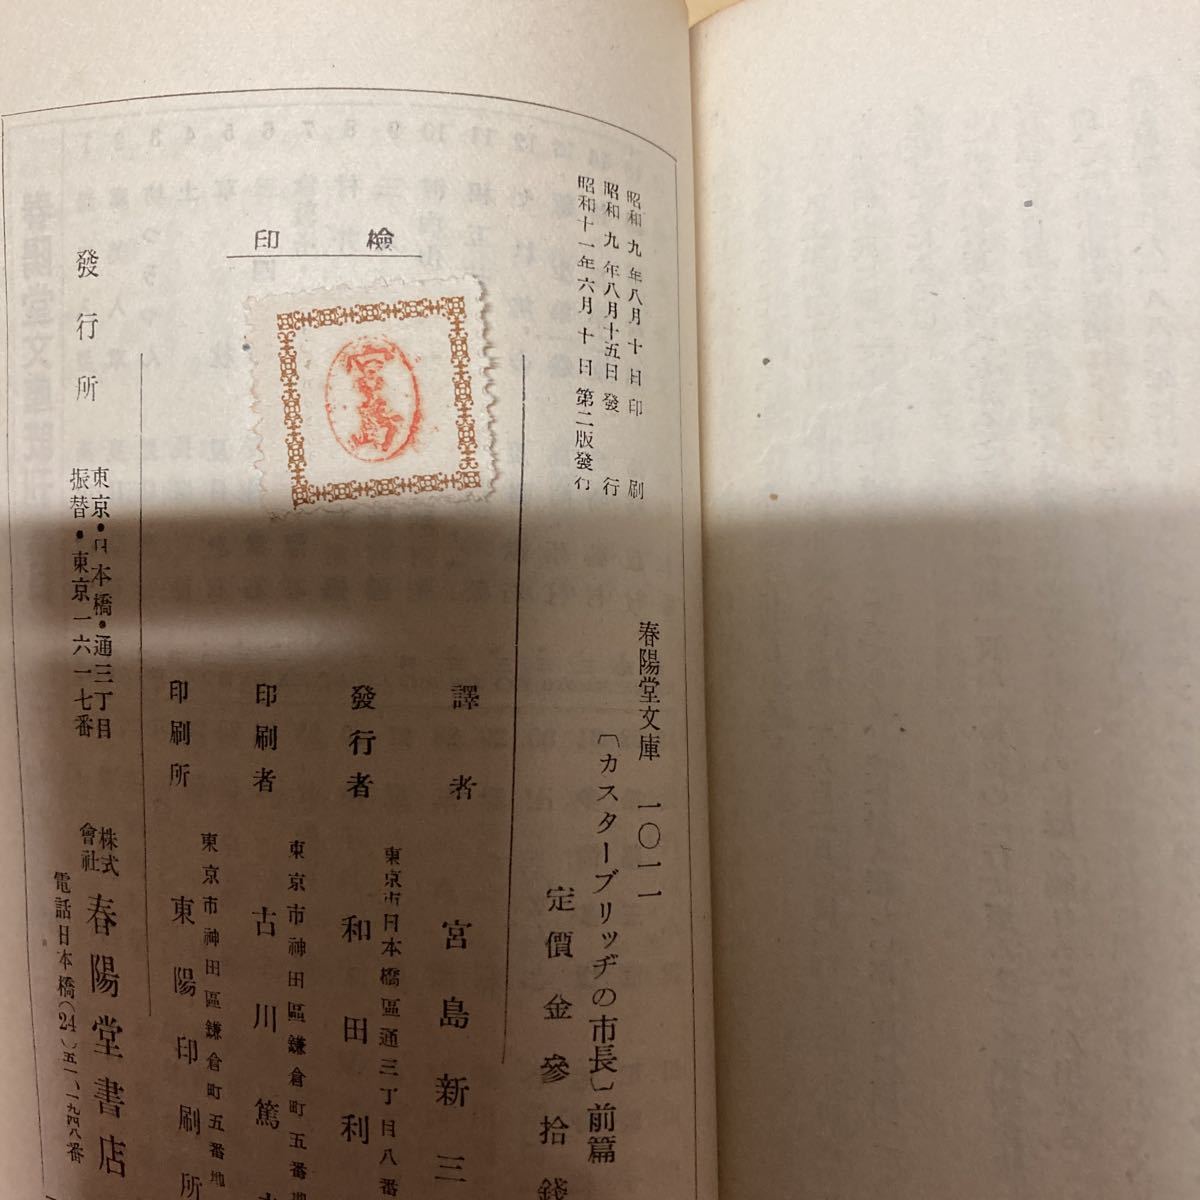 昭和九年八月十日印刷
昭和九年八月十五日發行
昭和十一年六月十日第二版發行
春陽堂文庫 一〇一一
〔カスターブリッヂの市長〕前篇
定價金參拾錢
檢印
宮島
譯者 宮島新三
發行者 東京市日本橋區通三丁目八番
和田利
印刷者 東京市神田區鎌倉町五番地
古川篤
印刷所 東京市神田區鎌倉町五番地
東陽印刷所
發行所
東京・日本橋・通三丁目
振替・東京一六一七番
株式會社 春陽堂書店
電話日本橋(24)五一、一九四八番